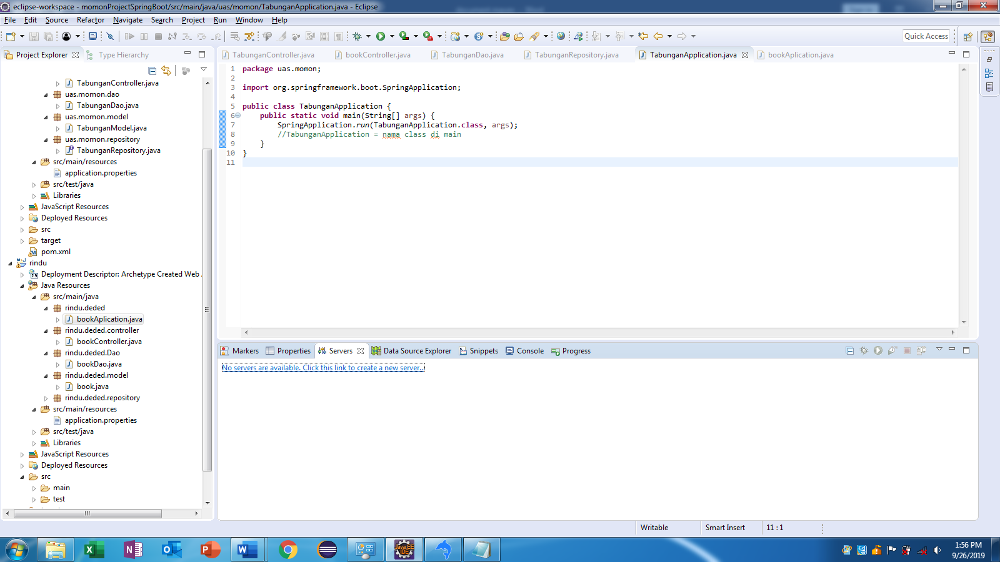 eclipse-workspace - momonProjectSpringBoot/src/main/java/uas/momon/TabunganApplication.java - Eclipse
File Edit Source Refactor Navigate Search Project Run Window Help
Quick Access
Project Explorer
Type Hierarchy
TabunganController.java
uas.momon.dao
TabunganDao.java
uas.momon.model
TabunganModel.java
uas.momon.repository
TabunganRepository.java
src/main/resources
application.properties
src/test/java
Libraries
JavaScript Resources
Deployed Resources
src
target
pom.xml
rindu
Deployment Descriptor: Archetype Created Web
Java Resources
src/main/java
rindu.deded
bookAplication.java
rindu.deded.controller
bookController.java
rindu.deded.Dao
bookDao.java
rindu.deded.model
book.java
rindu.deded.repository
src/main/resources
application.properties
src/test/java
Libraries
JavaScript Resources
Deployed Resources
src
main
test
TabunganController.java bookController.java TabunganDao.java TabunganRepository.java TabunganApplication.java bookAplication.java
1 package uas.momon;
2
3 import org.springframework.boot.SpringApplication;
4
5 public class TabunganApplication {
6 public static void main(String[] args) {
7 SpringApplication.run(TabunganApplication.class, args);
8 //TabunganApplication = nama class di main
9 }
10 }
11
Markers Properties Servers Data Source Explorer Snippets Console Progress
No servers are available. Click this link to create a new server...
Writable Smart Insert 11 : 1
1:56 PM
9/26/2019